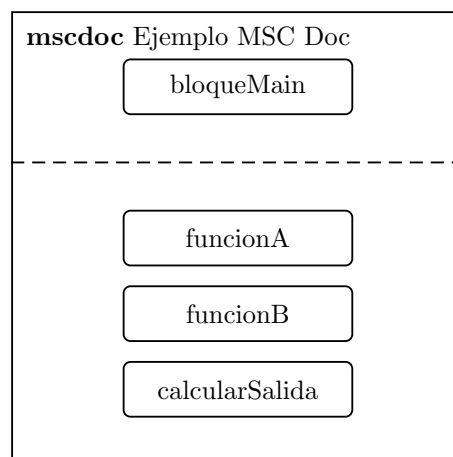 mscdoc Ejemplo MSC Doc
bloqueMain
funcionA
funcionB
calcularSalida